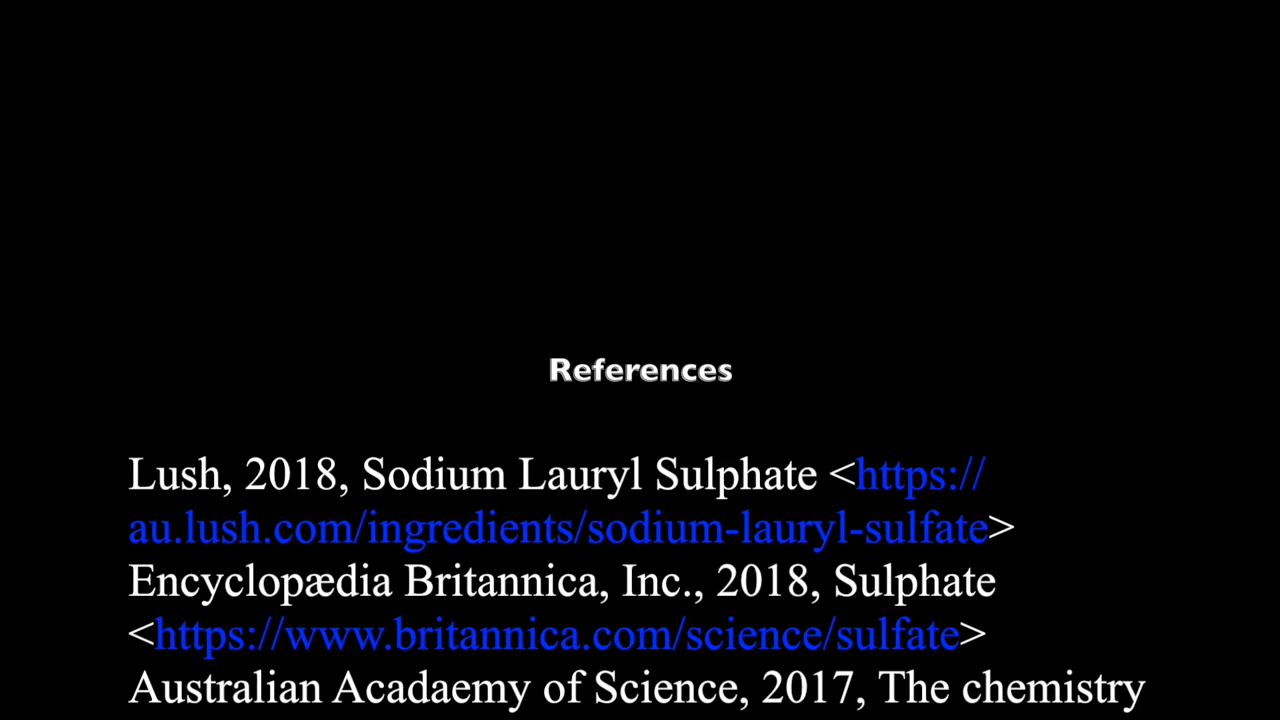 References
Lush, 2018, Sodium Lauryl Sulphate <https://
au.lush.com/ingredients/sodium-lauryl-sulfate>
Encyclopædia Britannica, Inc., 2018, Sulphate
<https://www.britannica.com/science/sulfate>
Australian Acadaemy of Science, 2017, The chemistry